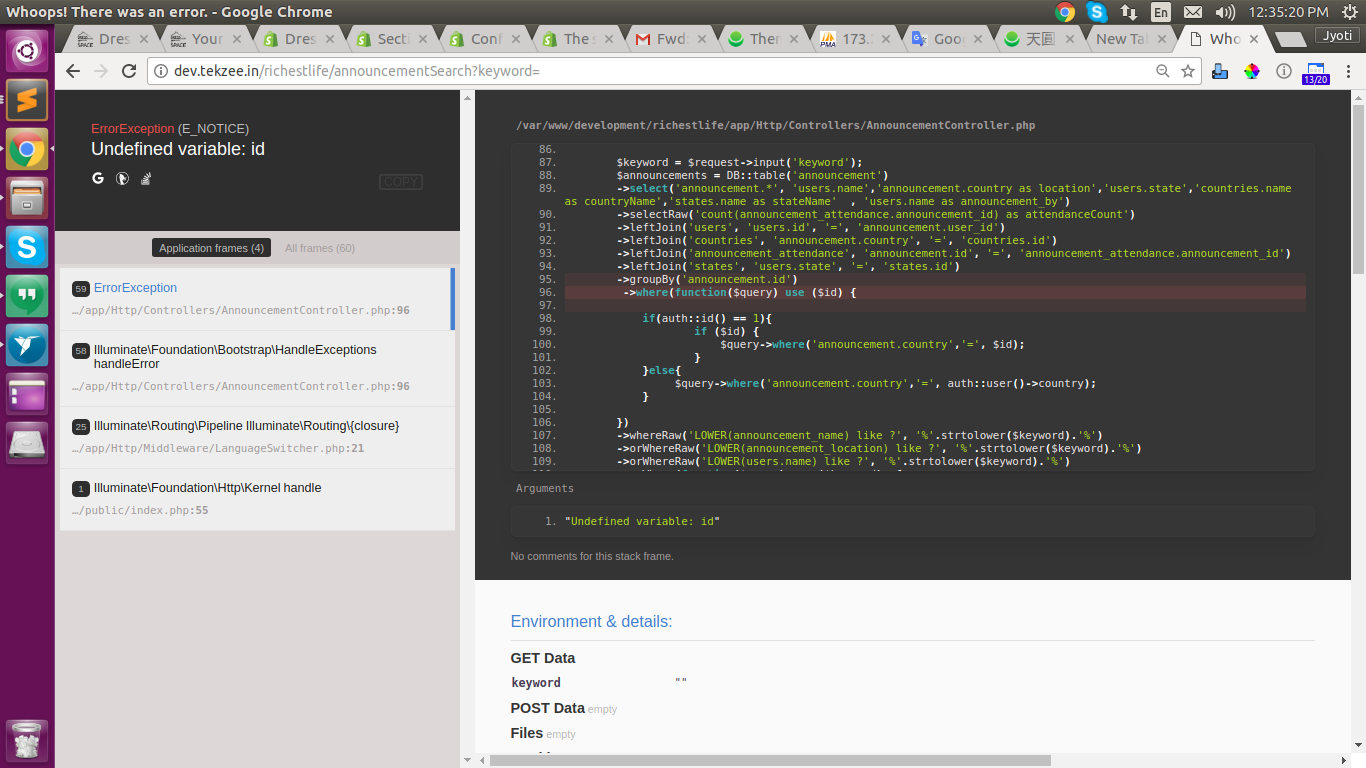 Whoops! There was an error. - Google Chrome
En
12:35:20 PM
Dres
Your
Dres
Secti
Conf
The s
Fwd:
Then
173.
Goo
天圓
New Tab
Who
Jyoti
dev.tekzee.in/richestlife/announcementSearch?keyword=
13/20
ErrorException (E_NOTICE)
Undefined variable: id
COPY
Application frames (4)
All frames (60)
59 ErrorException
…/app/Http/Controllers/AnnouncementController.php:96
58 Illuminate\Foundation\Bootstrap\HandleExceptions
handleError
…/app/Http/Controllers/AnnouncementController.php:96
25 Illuminate\Routing\Pipeline Illuminate\Routing\{closure}
…/app/Http/Middleware/LanguageSwitcher.php:21
1 Illuminate\Foundation\Http\Kernel handle
…/public/index.php:55
/var/www/development/richestlife/app/Http/Controllers/AnnouncementController.php
86.
87. $keyword = $request->input('keyword');
88. $announcements = DB::table('announcement')
89. ->select('announcement.*', 'users.name','announcement.country as location','users.state','countries.name
as countryName','states.name as stateName'  , 'users.name as announcement_by')
90. ->selectRaw('count(announcement_attendance.announcement_id) as attendanceCount')
91. ->leftJoin('users', 'users.id', '=', 'announcement.user_id')
92. ->leftJoin('countries', 'announcement.country', '=', 'countries.id')
93. ->leftJoin('announcement_attendance', 'announcement.id', '=', 'announcement_attendance.announcement_id')
94. ->leftJoin('states', 'users.state', '=', 'states.id')
95. ->groupBy('announcement.id')
96. ->where(function($query) use ($id) {
97.
98. if(auth::id() == 1){
99. if ($id) {
100. $query->where('announcement.country','=', $id);
101. }
102. }else{
103. $query->where('announcement.country','=', auth::user()->country);
104. }
105.
106. })
107. ->whereRaw('LOWER(announcement_name) like ?', '%'.strtolower($keyword).'%')
108. ->orWhereRaw('LOWER(announcement_location) like ?', '%'.strtolower($keyword).'%')
109. ->orWhereRaw('LOWER(users.name) like ?', '%'.strtolower($keyword).'%')
Arguments
1. "Undefined variable: id"
No comments for this stack frame.
Environment & details:
GET Data
keyword ""
POST Data empty
Files empty